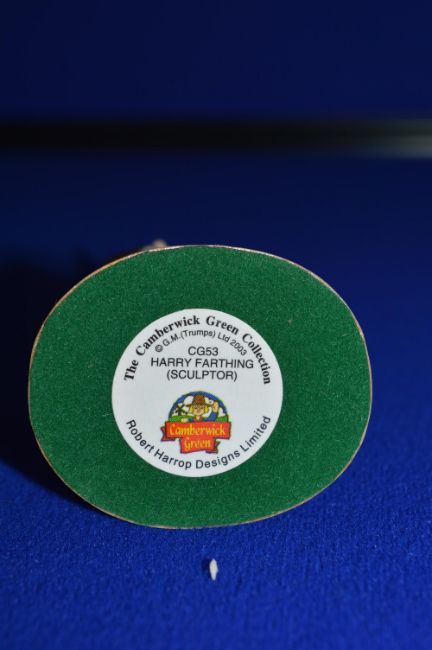 The Camberwick Green Collection
© G.M.(Trumps) Ltd 2003
CG53
HARRY FARTHING
(SCULPTOR)
Camberwick
Green
Robert Harrop Designs Limited